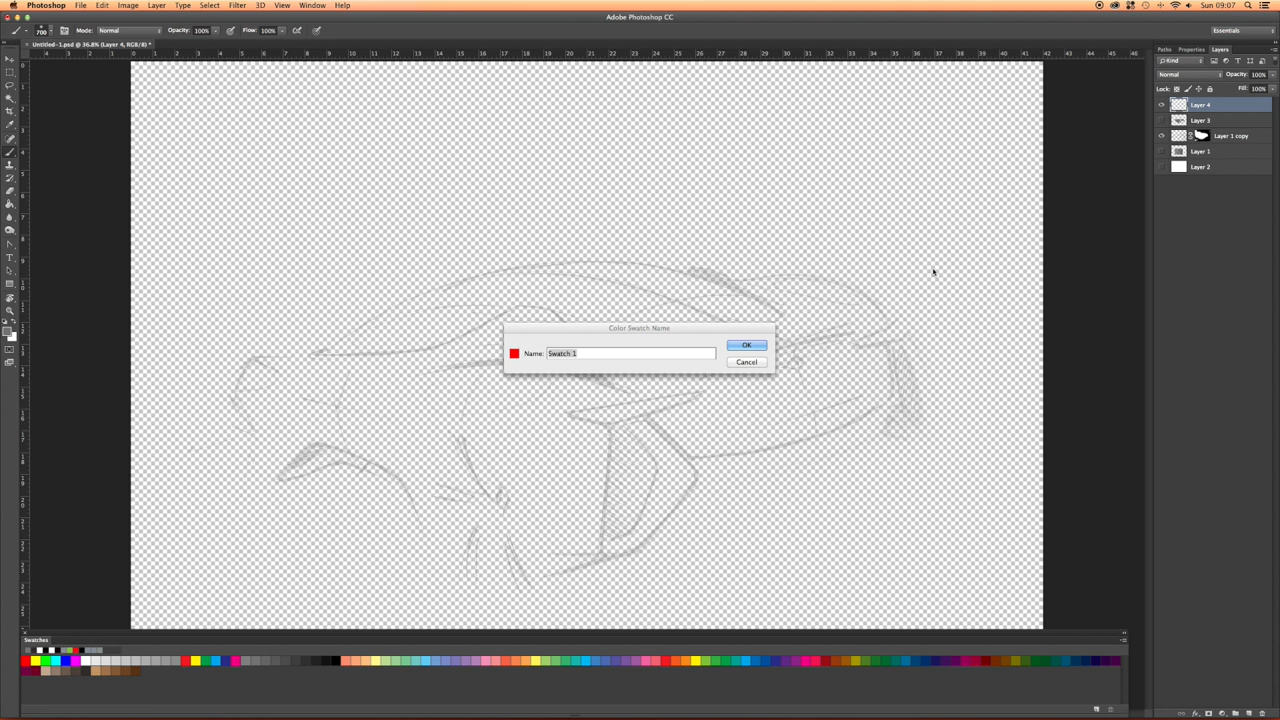 Photoshop File Edit Image Layer Type Select Filter 3D View Window Help Sun 09:07
Adobe Photoshop CC
700 Mode: Normal Opacity: 100% Flow: 100% Essentials
Untitled-1.psd @ 36.8% (Layer 4, RGB/8) *
Paths Properties Layers
Kind
Normal Opacity: 100%
Lock: Fill: 100%
Layer 4
Layer 3
Layer 1 copy
Layer 1
Layer 2
Color Swatch Name
Name: Swatch 1
OK
Cancel
Swatches